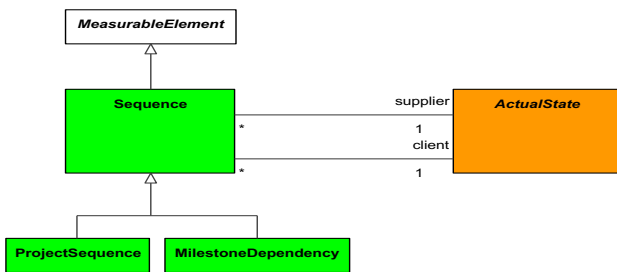 MeasurableElement
Sequence
supplier
ActualState
*
1
client
*
1
ProjectSequence
MilestoneDependency